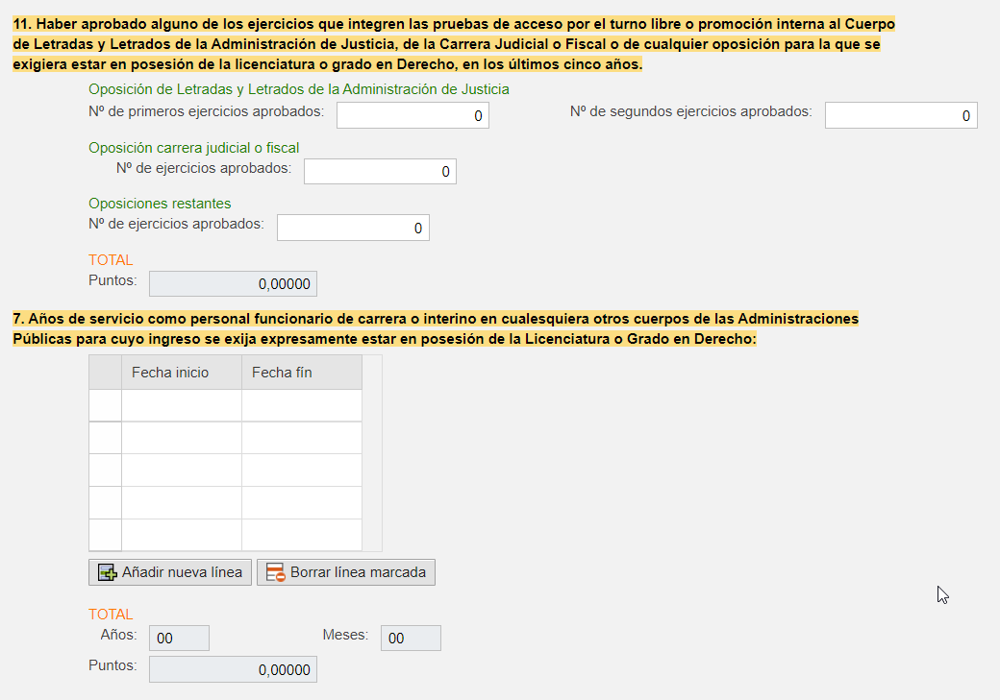 11. Haber aprobado alguno de los ejercicios que integren las pruebas de acceso por el turno libre o promoción interna al Cuerpo
de Letradas y Letrados de la Administración de Justicia, de la Carrera Judicial o Fiscal o de cualquier oposición para la que se
exigiera estar en posesión de la licenciatura o grado en Derecho, en los últimos cinco años.
Oposición de Letradas y Letrados de la Administración de Justicia
Nº de primeros ejercicios aprobados: 0 Nº de segundos ejercicios aprobados: 0
Oposición carrera judicial o fiscal
Nº de ejercicios aprobados: 0
Oposiciones restantes
Nº de ejercicios aprobados: 0
TOTAL
Puntos: 0,00000
7. Años de servicio como personal funcionario de carrera o interino en cualesquiera otros cuerpos de las Administraciones
Públicas para cuyo ingreso se exija expresamente estar en posesión de la Licenciatura o Grado en Derecho:
Fecha inicio Fecha fín
Añadir nueva línea Borrar línea marcada
TOTAL
Años: 00 Meses: 00
Puntos: 0,00000